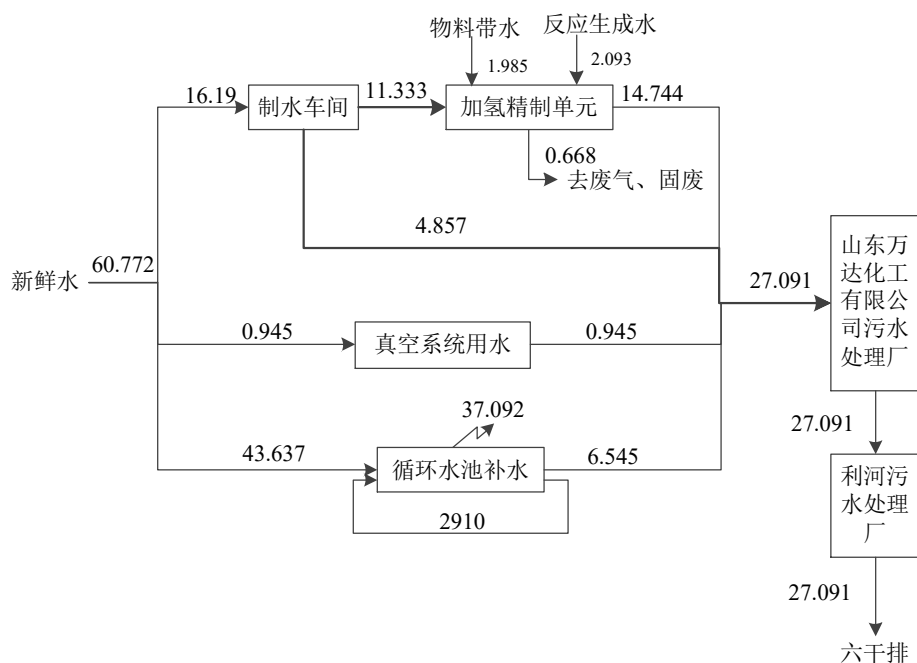 物料带水
反应生成水
1.985
2.093
16.19
制水车间
11.333
加氢精制单元
14.744
0.668
去废气、固废
4.857
新鲜水
60.772
27.091
山东万
达化工
有限公
司污水
处理厂
0.945
真空系统用水
0.945
37.092
43.637
循环水池补水
6.545
2910
27.091
利河污
水处理
厂
27.091
六干排